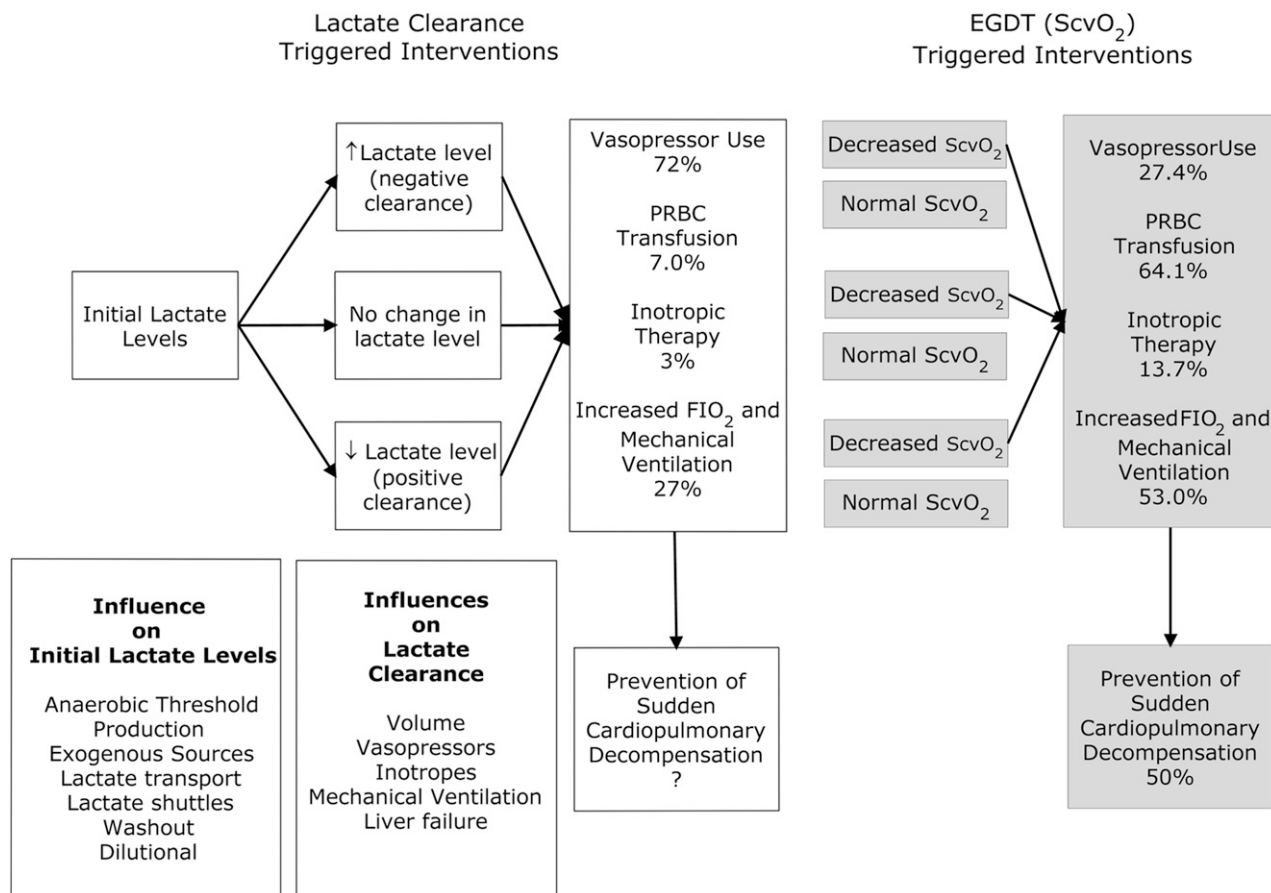 Lactate Clearance
Triggered Interventions
EGDT (ScvO₂)
Triggered Interventions
Initial Lactate
Levels
↑Lactate level
(negative
clearance)
No change in
lactate level
↓ Lactate level
(positive
clearance)
Vasopressor Use
72%
PRBC
Transfusion
7.0%
Inotropic
Therapy
3%
Increased FIO₂ and
Mechanical
Ventilation
27%
Decreased ScvO₂
Normal ScvO₂
Decreased ScvO₂
Normal ScvO₂
Decreased ScvO₂
Normal ScvO₂
VasopressorUse
27.4%
PRBC
Transfusion
64.1%
Inotropic
Therapy
13.7%
IncreasedFIO₂ and
Mechanical
Ventilation
53.0%
Influence
on
Initial Lactate Levels
Anaerobic Threshold
Production
Exogenous Sources
Lactate transport
Lactate shuttles
Washout
Dilutional
Influences
on
Lactate
Clearance
Volume
Vasopressors
Inotropes
Mechanical Ventilation
Liver failure
Prevention of
Sudden
Cardiopulmonary
Decompensation
?
Prevention of
Sudden
Cardiopulmonary
Decompensation
50%